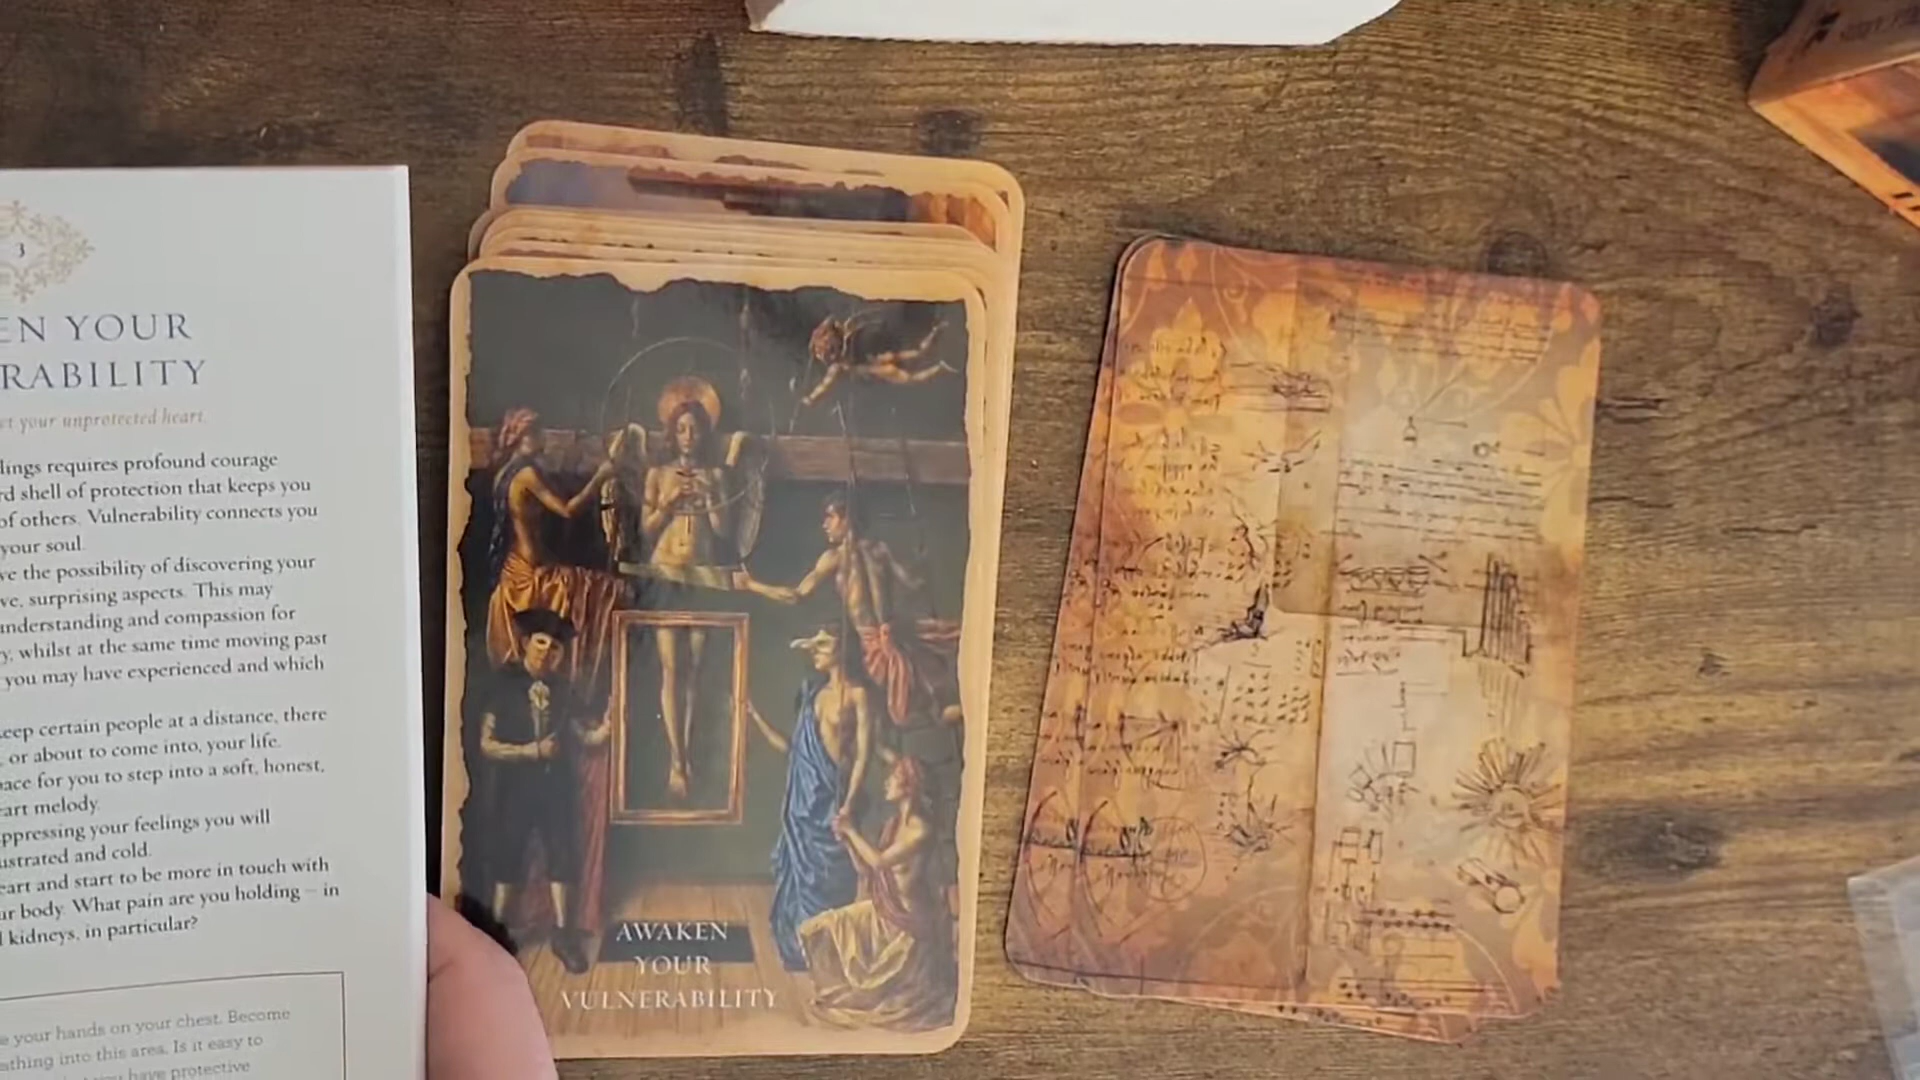 3
EN YOUR
RABILITY
your unprotected heart.
lings requires profound courage
rd shell of protection that keeps you
of others. Vulnerability connects you
your soul.
ve the possibility of discovering your
ve, surprising aspects. This may
understanding and compassion for
y, whilst at the same time moving past
you may have experienced and which
keep certain people at a distance, there
, or about to come into, your life.
pace for you to step into a soft, honest,
eart melody.
ppressing your feelings you will
ustrated and cold.
eart and start to be more in touch with
ur body. What pain are you holding – in
kidneys, in particular?
e your hands on your chest. Become
athing into this area. Is it easy to
you have protective
AWAKEN
YOUR
VULNERABILITY